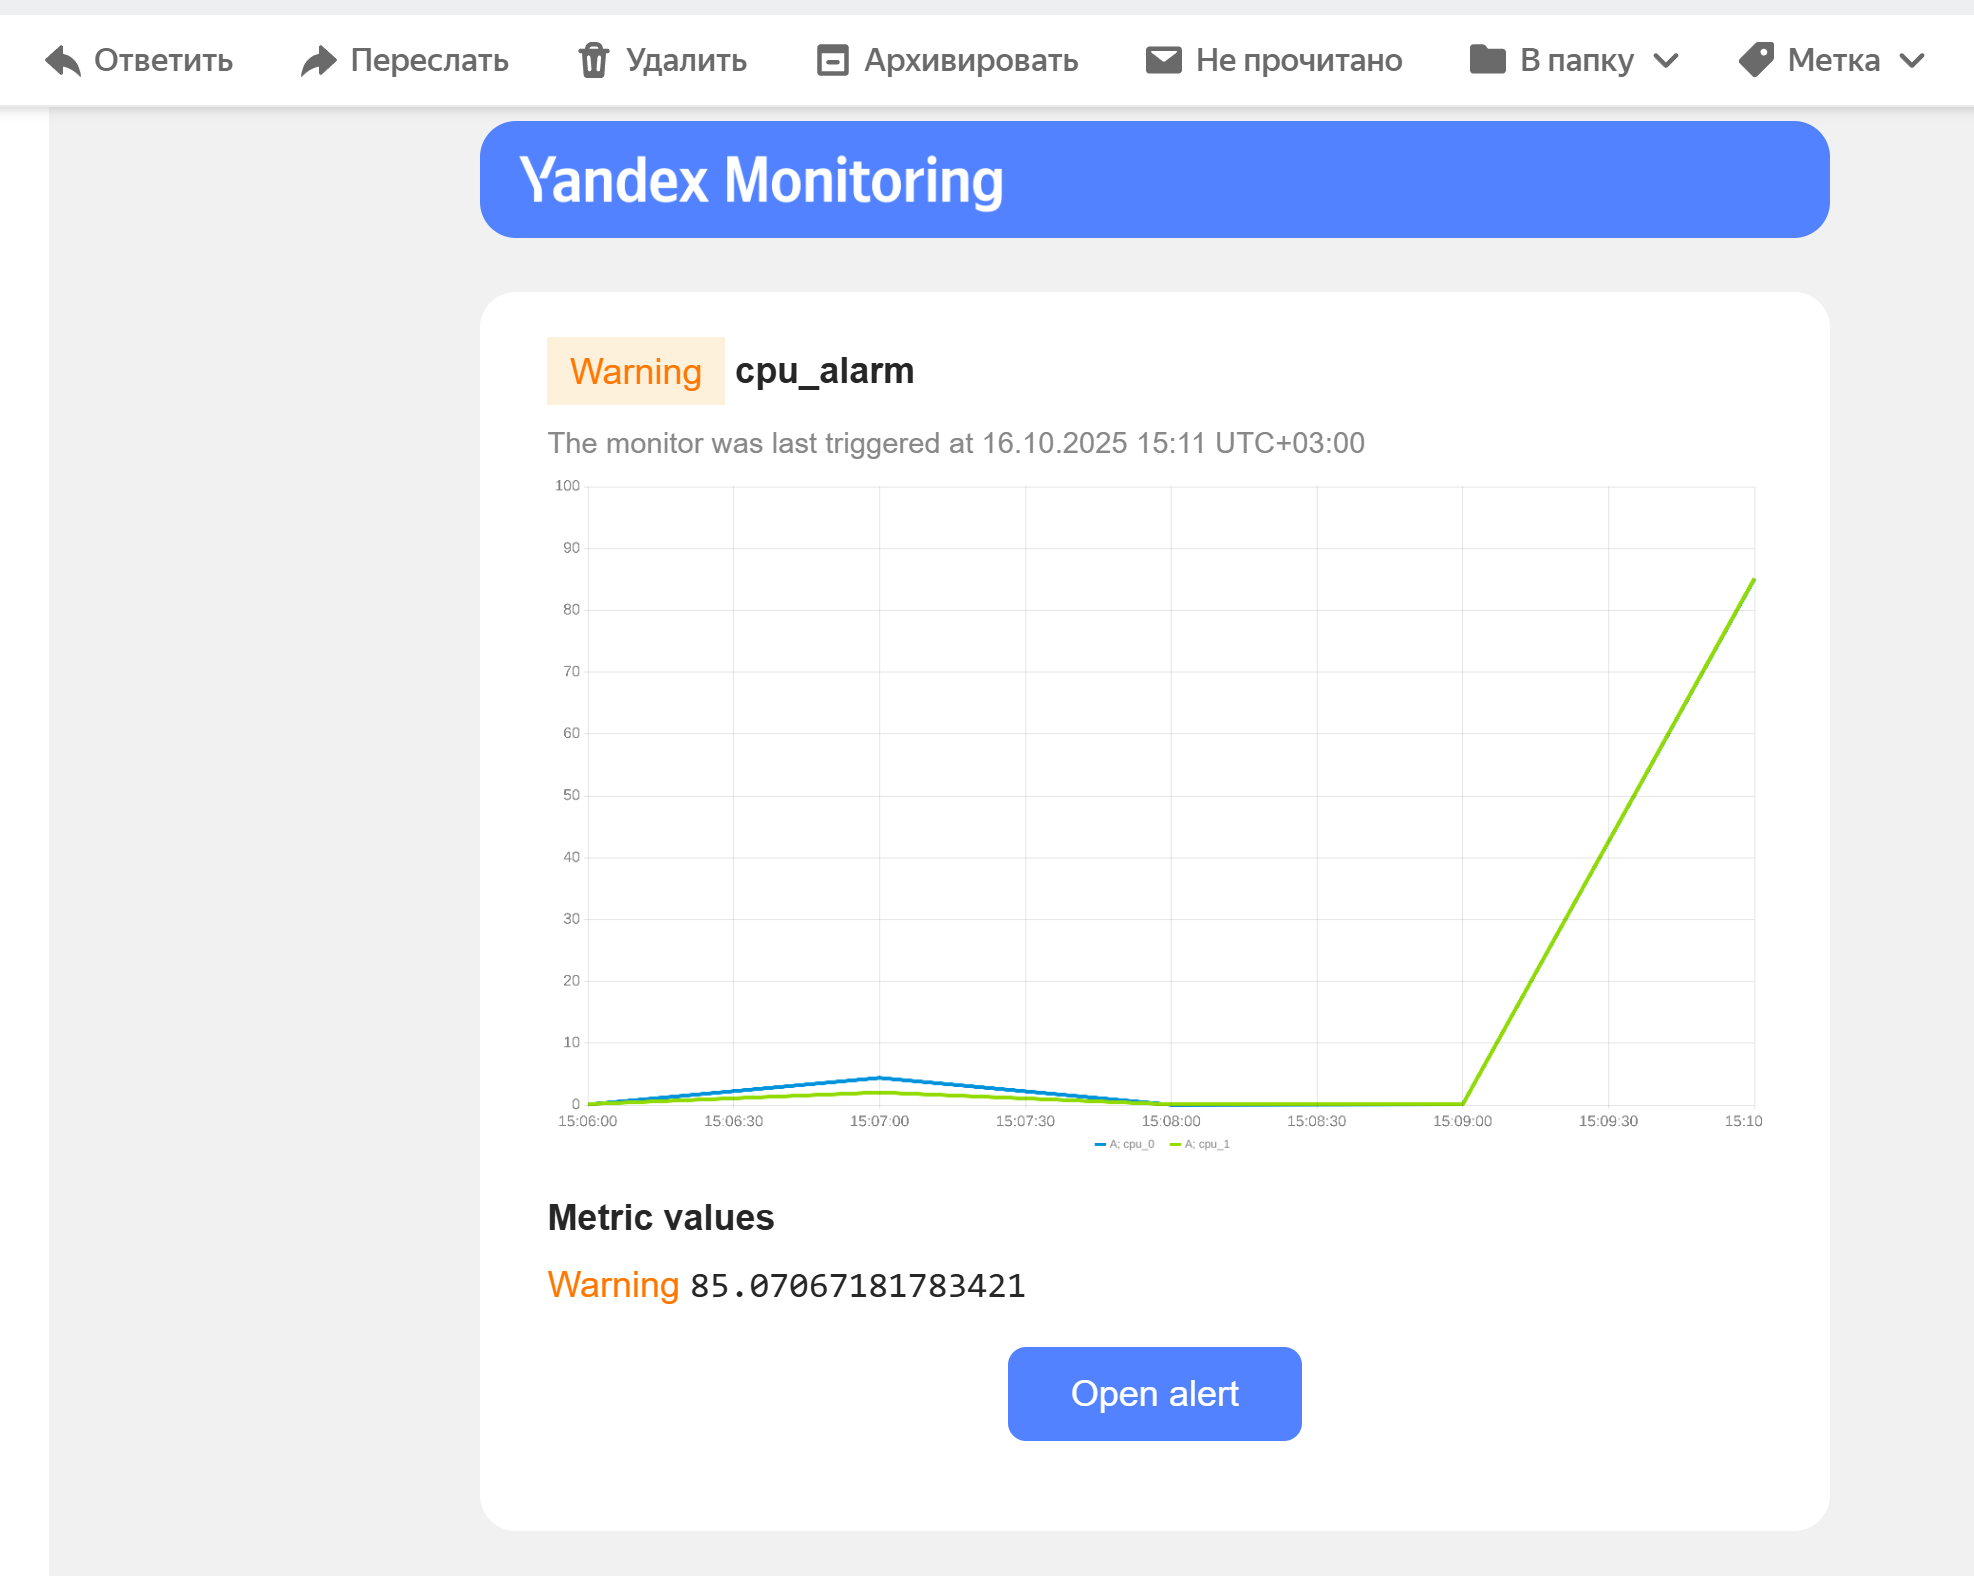 Ответить Переслать Удалить Архивировать Не прочитано В папку Метка
Yandex Monitoring
Warning cpu_alarm
The monitor was last triggered at 16.10.2025 15:11 UTC+03:00
100
90
80
70
60
50
40
30
20
10
0
15:06:00 15:06:30 15:07:00 15:07:30 15:08:00 15:08:30 15:09:00 15:09:30 15:10
A; cpu_0 A; cpu_1
Metric values
Warning 85.07067181783421
Open alert